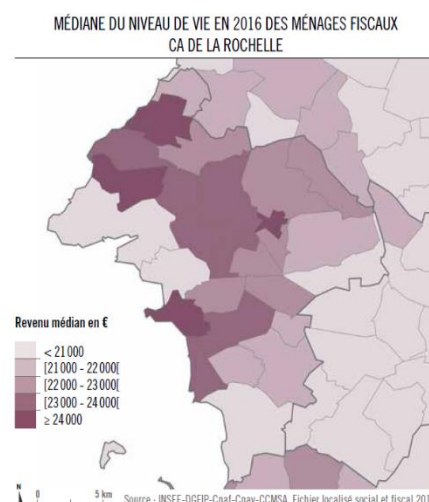 MÉDIANE DU NIVEAU DE VIE EN 2016 DES MÉNAGES FISCAUX
CA DE LA ROCHELLE
Revenu médian en €
< 21 000
[21 000 - 22 000[
[22 000 - 23 000[
[23 000 - 24 000[
≥ 24 000
N
0 5 km
Source : INSEE-DGFIP-Cnaf-Cnav-CCMSA, Fichier localisé social et fiscal 201